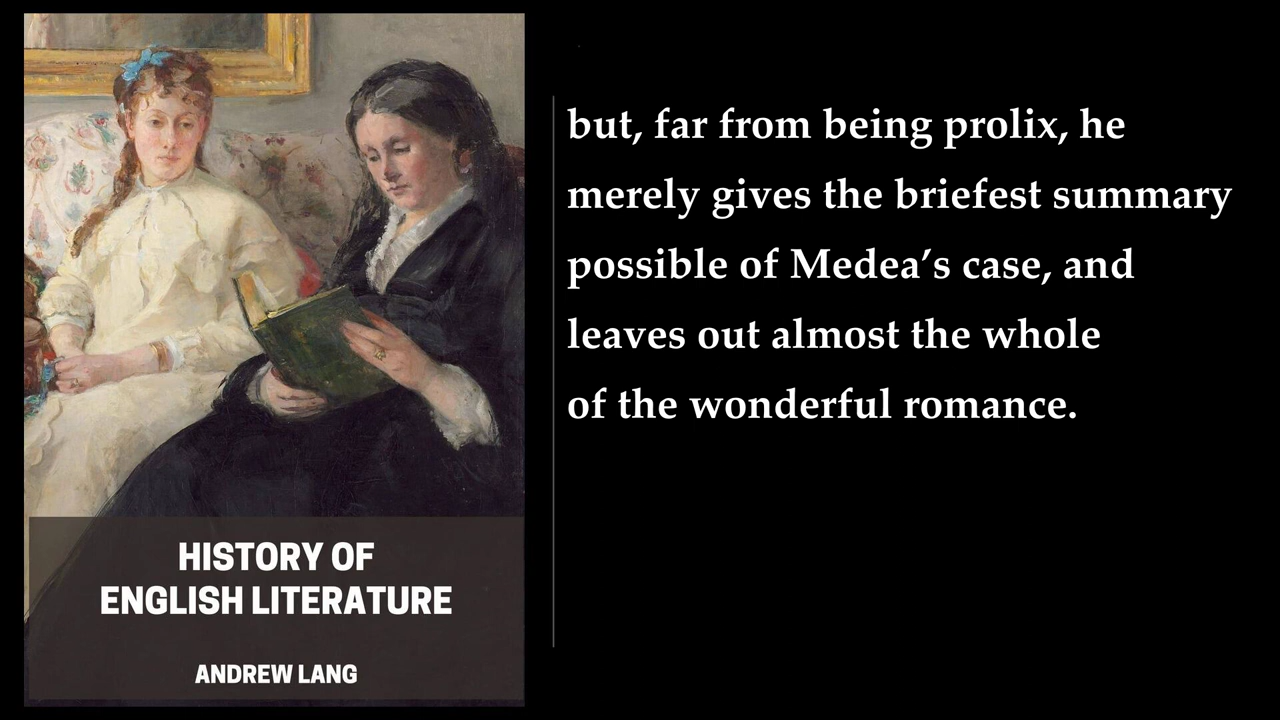 but, far from being prolix, he
merely gives the briefest summary
possible of Medea’s case, and
leaves out almost the whole
of the wonderful romance.
HISTORY OF
ENGLISH LITERATURE
ANDREW LANG